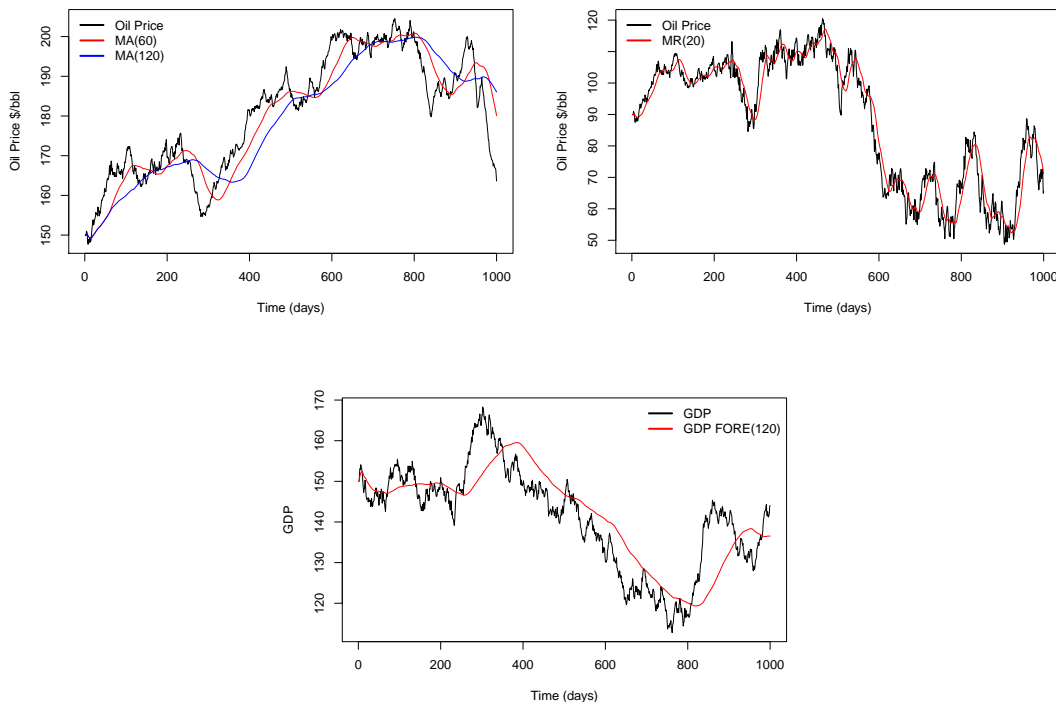 Oil Price
MA(60)
MA(120)
Oil Price $/bbl
150 160 170 180 190 200
0 200 400 600 800 1000
Time (days)
Oil Price
MR(20)
Oil Price $/bbl
50 60 70 80 90 100 120
0 200 400 600 800 1000
Time (days)
GDP
GDP FORE(120)
GDP
120 130 140 150 160 170
0 200 400 600 800 1000
Time (days)